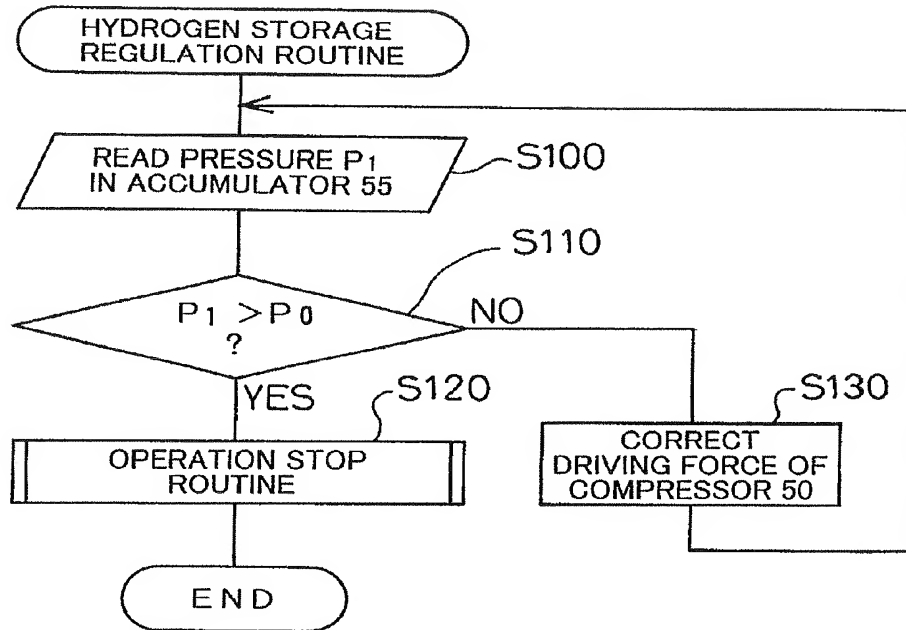 HYDROGEN STORAGE
REGULATION ROUTINE
READ PRESSURE P1
IN ACCUMULATOR 55
S100
S110
P1 >P0
?
NO
YES
S120
OPERATION STOP
ROUTINE
S130
CORRECT
DRIVING FORCE OF
COMPRESSOR 50
END